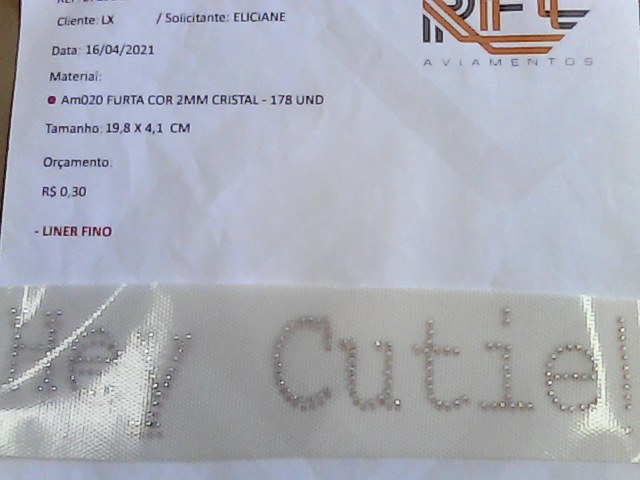 Cliente: LX / Solicitante: ELICIANE
AVIAMENTOS
Data: 16/04/2021
Material:
Am020 FURTA COR 2MM CRISTAL - 178 UND
Tamanho: 19,8 X 4,1 CM
Orçamento:
R$ 0,30
- LINER FINO
Hey Cutie!